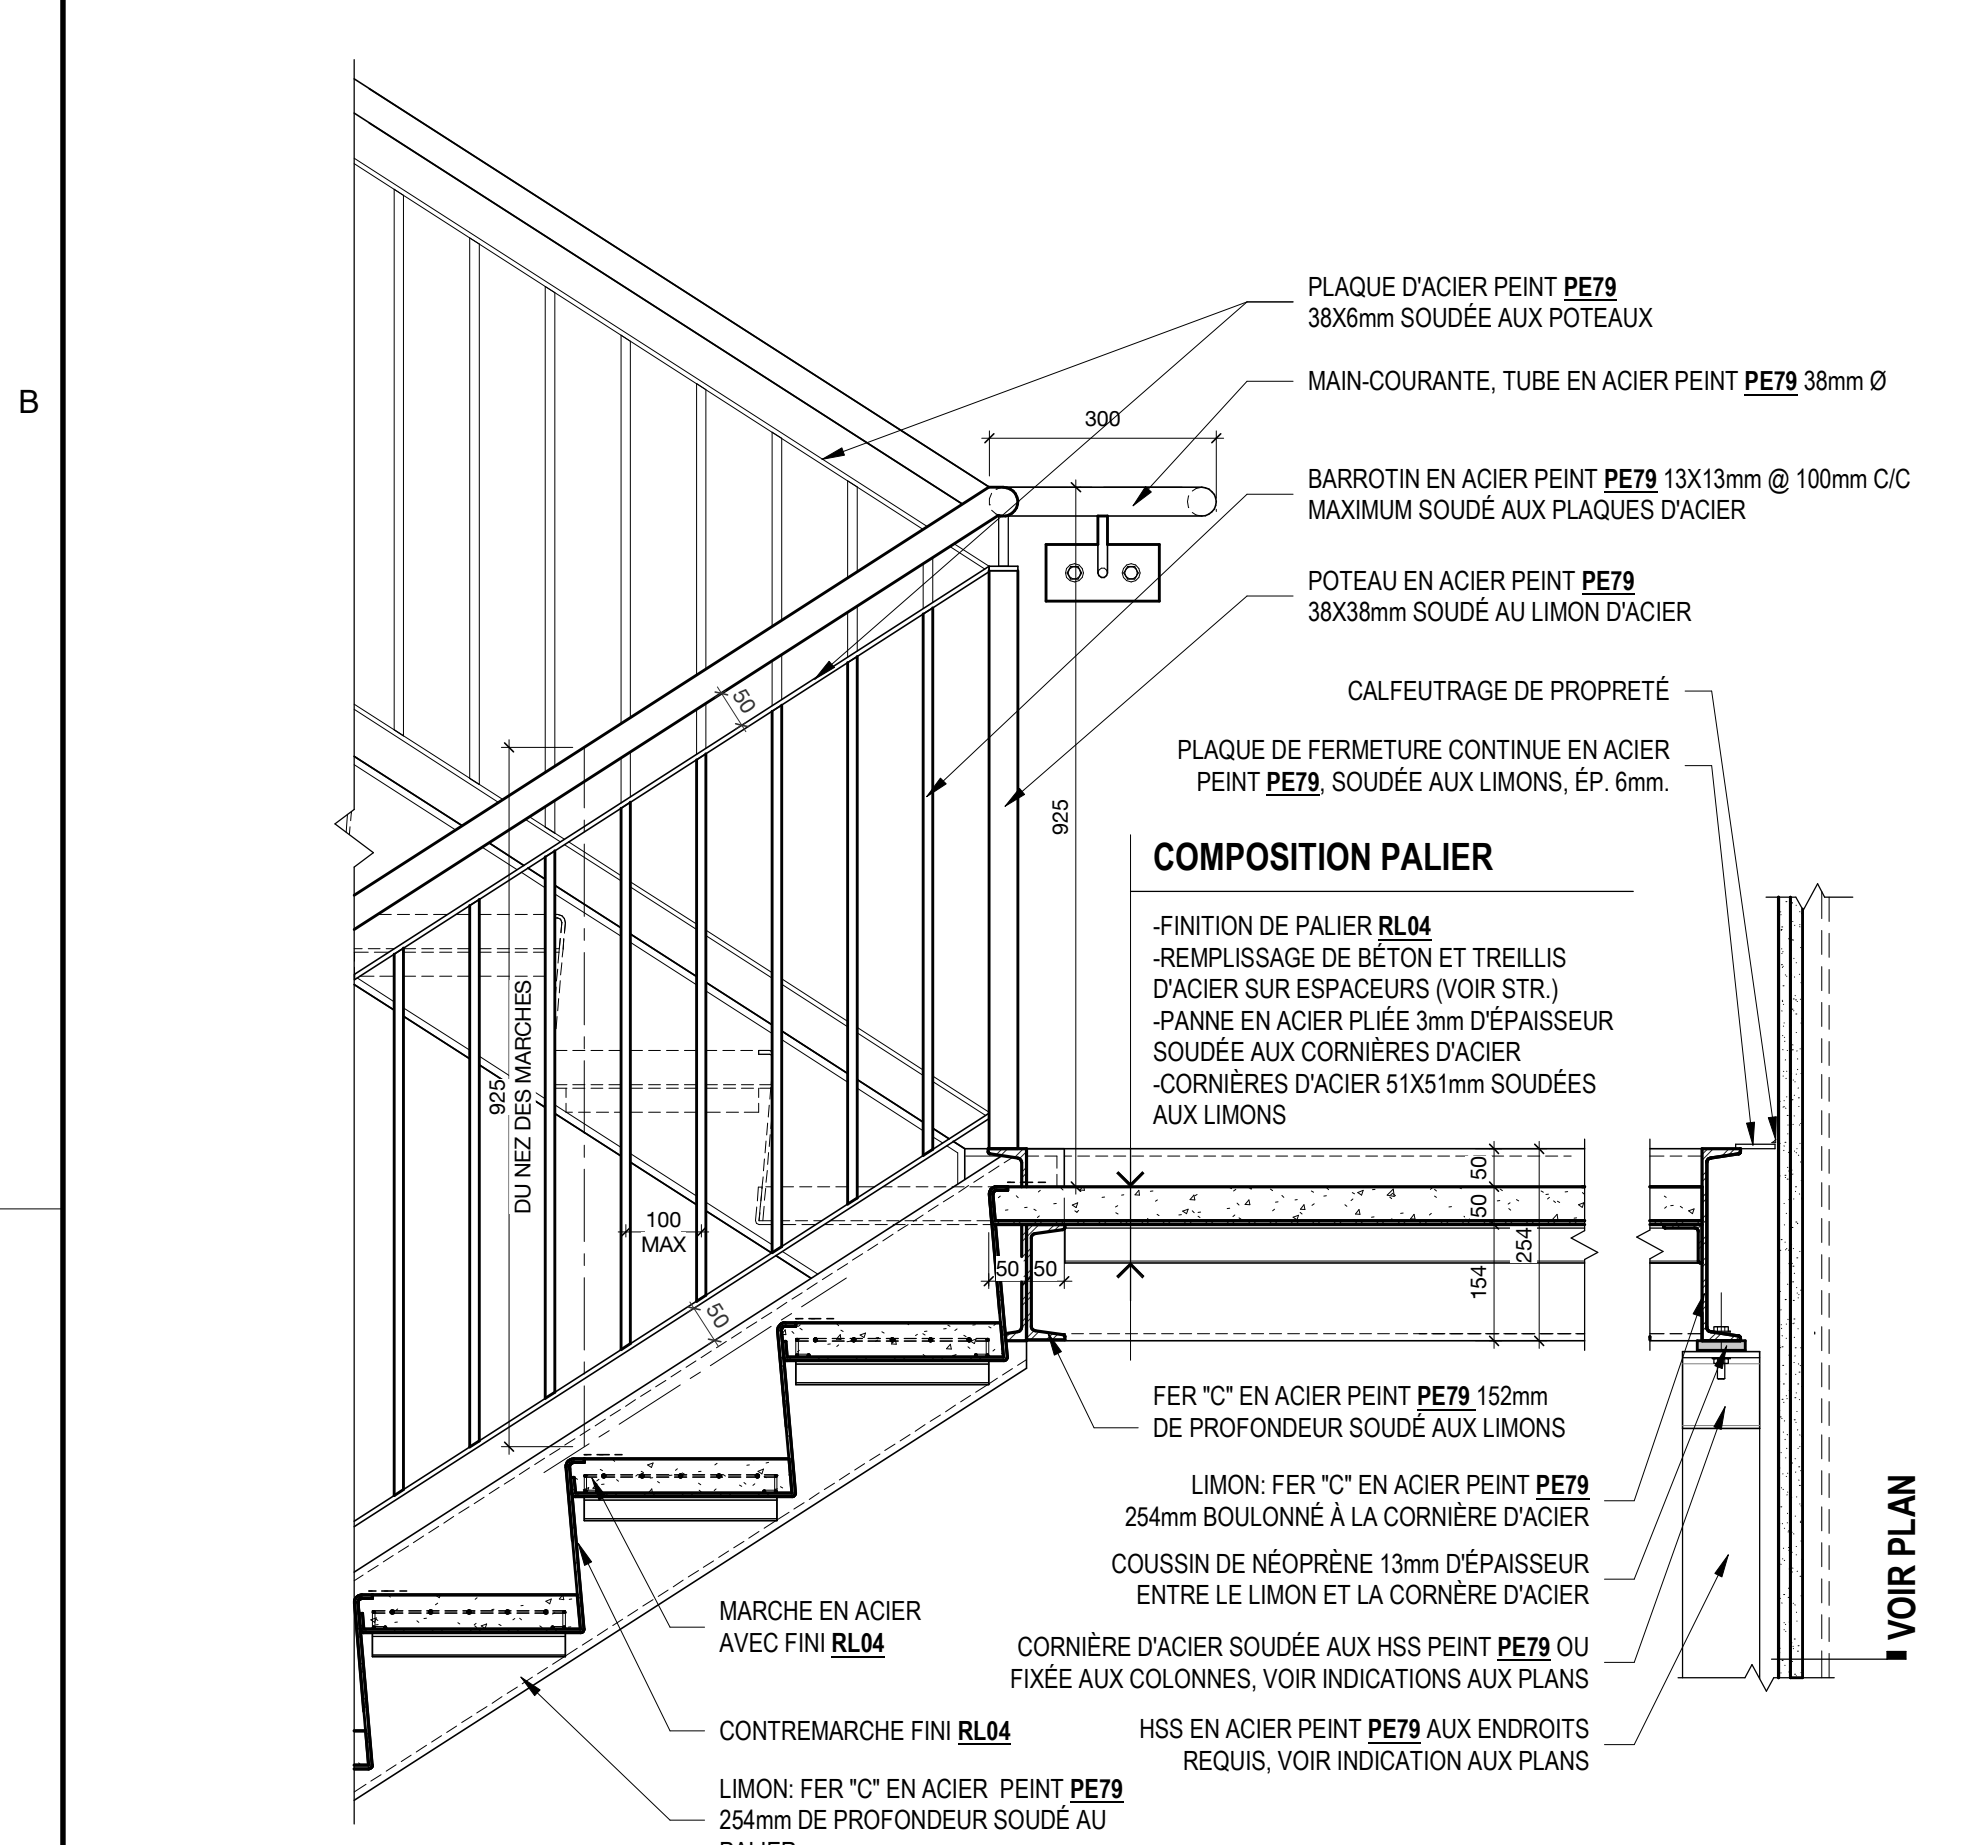 B
PLAQUE D'ACIER PEINT PE79
38X6mm SOUDÉE AUX POTEAUX
MAIN-COURANTE, TUBE EN ACIER PEINT PE79 38mm Ø
300
BARROTIN EN ACIER PEINT PE79 13X13mm @ 100mm C/C
MAXIMUM SOUDÉ AUX PLAQUES D'ACIER
POTEAU EN ACIER PEINT PE79
38X38mm SOUDÉ AU LIMON D'ACIER
CALFEUTRAGE DE PROPRETÉ
50
PLAQUE DE FERMETURE CONTINUE EN ACIER
PEINT PE79, SOUDÉE AUX LIMONS, ÉP. 6mm.
925
COMPOSITION PALIER
-FINITION DE PALIER RL04
-REMPLISSAGE DE BÉTON ET TREILLIS
D'ACIER SUR ESPACEURS (VOIR STR.)
-PANNE EN ACIER PLIÉE 3mm D'ÉPAISSEUR
SOUDÉE AUX CORNIÈRES D'ACIER
-CORNIÈRES D'ACIER 51X51mm SOUDÉES
AUX LIMONS
925
DU NEZ DES MARCHES
100
MAX
50
50
50
254
154
50
50
50
FER "C" EN ACIER PEINT PE79 152mm
DE PROFONDEUR SOUDÉ AUX LIMONS
LIMON: FER "C" EN ACIER PEINT PE79
254mm BOULONNÉ À LA CORNIÈRE D'ACIER
COUSSIN DE NÉOPRÈNE 13mm D'ÉPAISSEUR
ENTRE LE LIMON ET LA CORNÈRE D'ACIER
CORNIÈRE D'ACIER SOUDÉE AUX HSS PEINT PE79 OU
FIXÉE AUX COLONNES, VOIR INDICATIONS AUX PLANS
HSS EN ACIER PEINT PE79 AUX ENDROITS
REQUIS, VOIR INDICATION AUX PLANS
VOIR PLAN
MARCHE EN ACIER
AVEC FINI RL04
CONTREMARCHE FINI RL04
LIMON: FER "C" EN ACIER PEINT PE79
254mm DE PROFONDEUR SOUDÉ AU